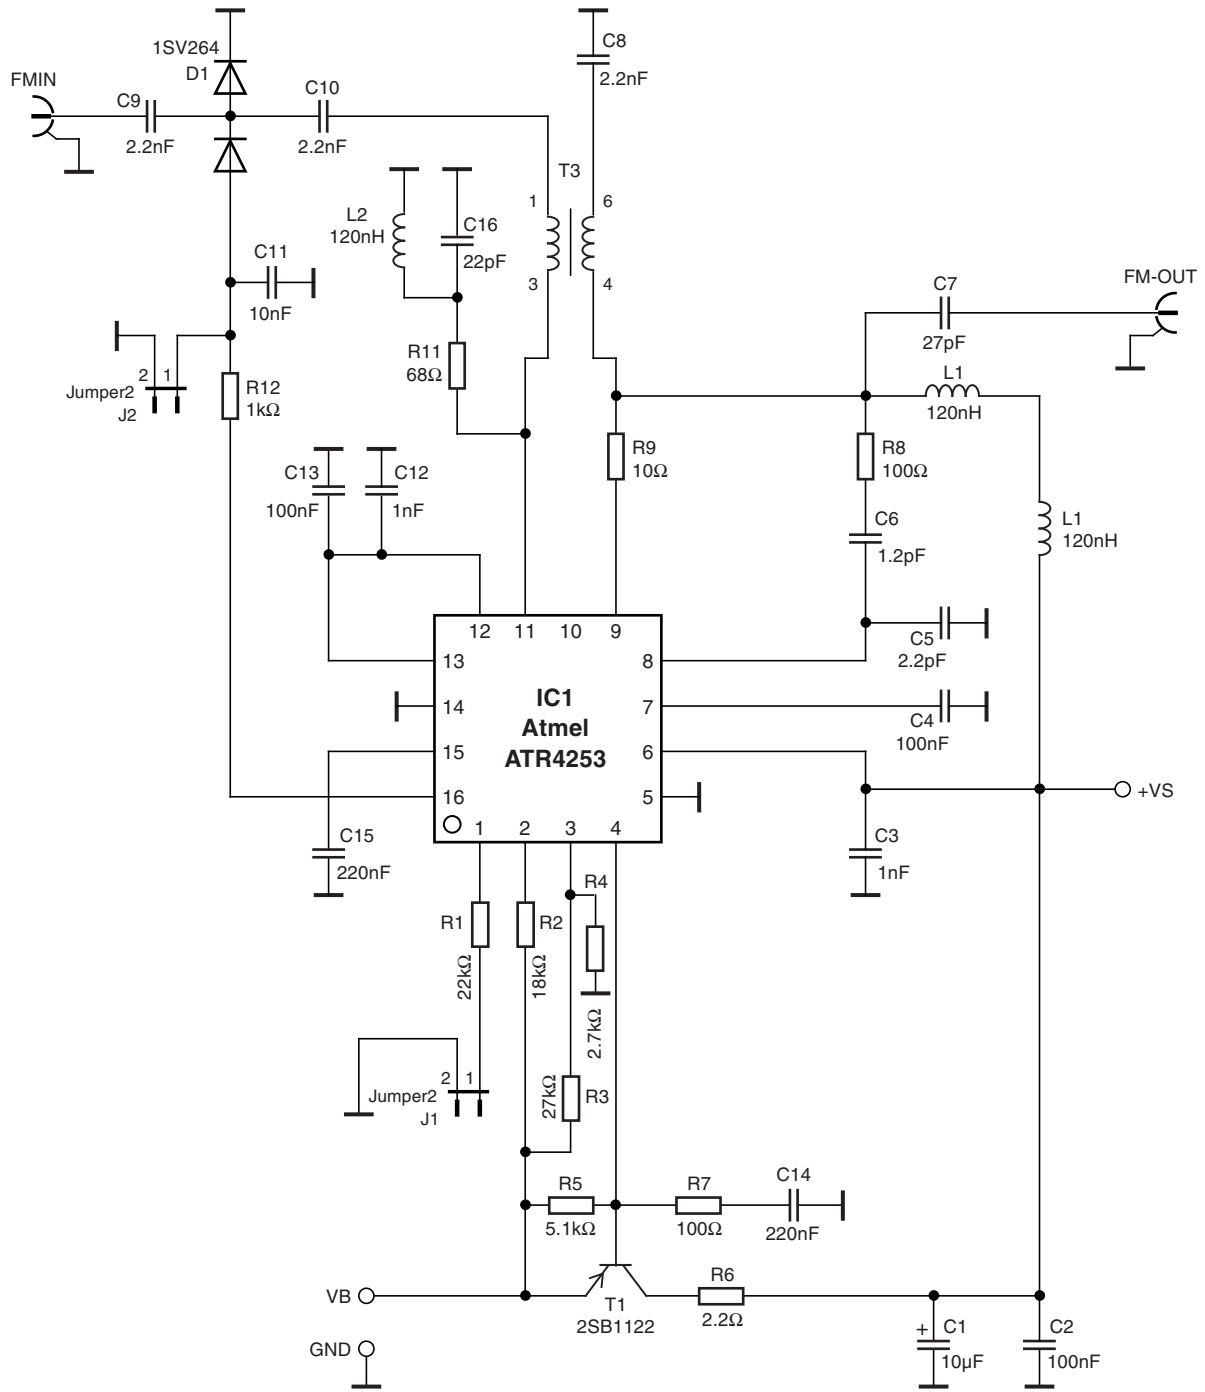 1SV264
D1
FMIN
C9
2.2nF
C10
2.2nF
C8
2.2nF
T3
1
6
3
4
L2
120nH
C16
22pF
C11
10nF
R11
68Ω
2 1
Jumper2
J2
R12
1kΩ
FM-OUT
C7
27pF
L1
120nH
R9
10Ω
R8
100Ω
C13
100nF
C12
1nF
C6
1.2pF
L1
120nH
C5
2.2pF
C4
100nF
12 11 10 9
13
14
15
16
8
7
6
5
IC1
Atmel
ATR4253
1 2 3 4
+VS
C15
220nF
C3
1nF
R1
22kΩ
R2
18kΩ
R4
2.7kΩ
27kΩ
R3
2 1
Jumper2
J1
R5
5.1kΩ
R7
100Ω
C14
220nF
VB
T1
2SB1122
R6
2.2Ω
GND
+
C1
10µF
C2
100nF